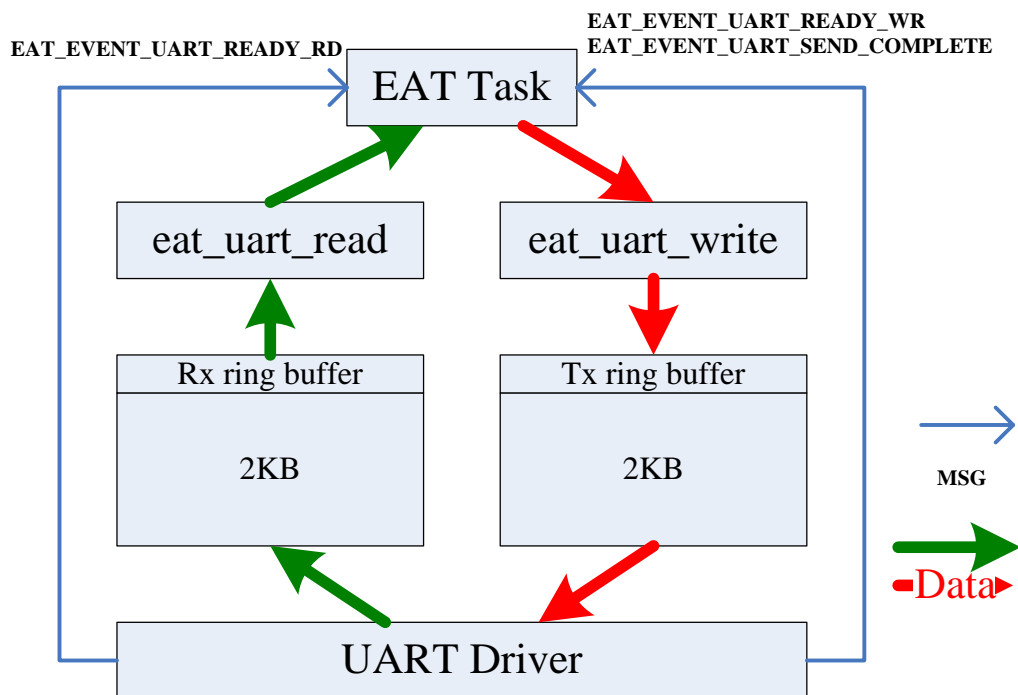 EAT_EVENT_UART_READY_RD
EAT_EVENT_UART_READY_WR
EAT_EVENT_UART_SEND_COMPLETE
EAT Task
eat_uart_read
eat_uart_write
Rx ring buffer
Tx ring buffer
2KB
2KB
MSG
Data
UART Driver